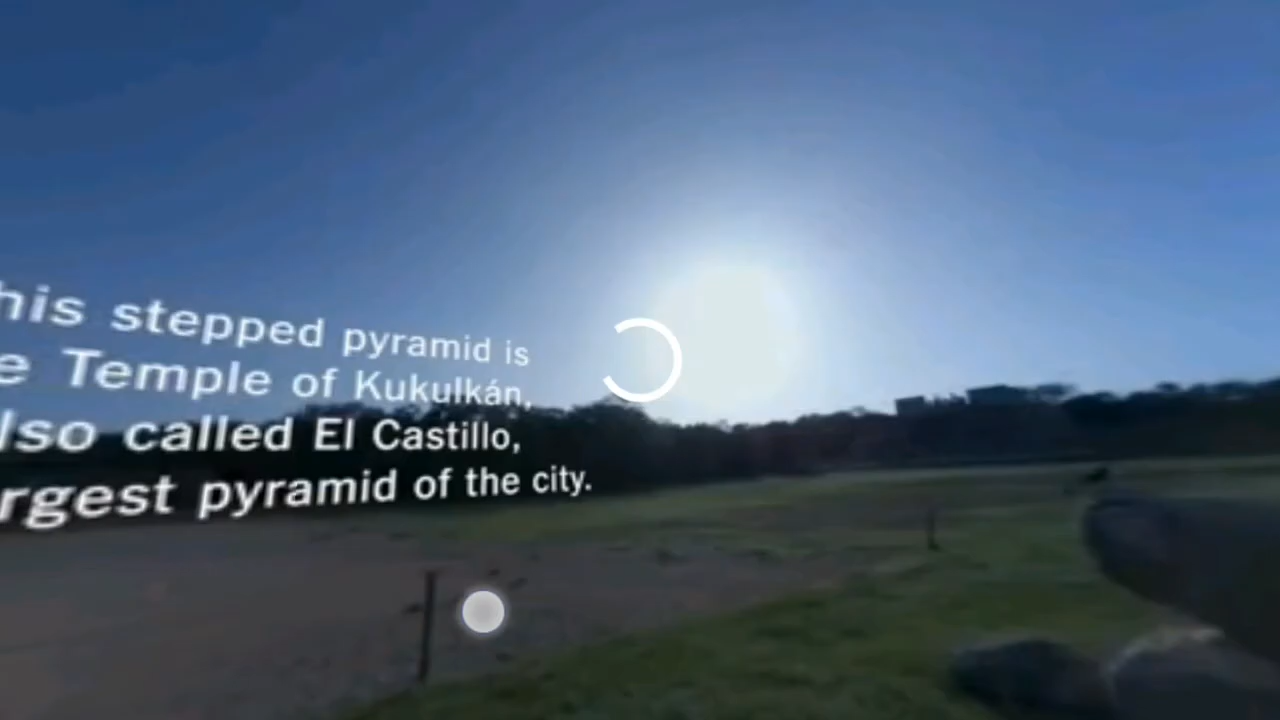 his stepped pyramid is
e Temple of Kukulkán,
lso called El Castillo,
rgest pyramid of the city.